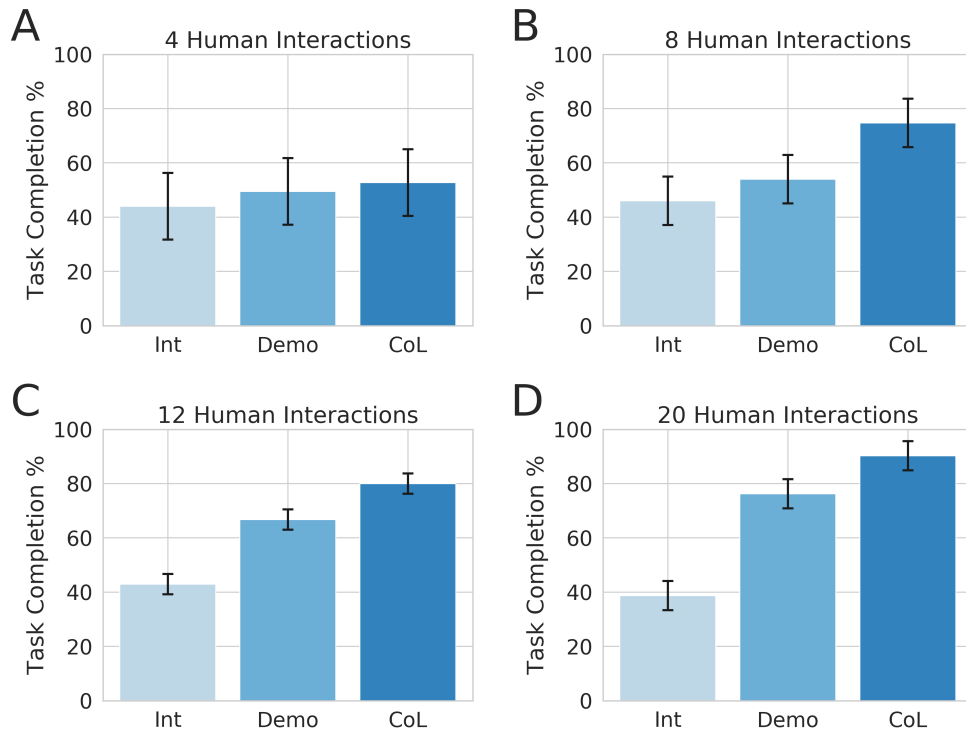 A
4 Human Interactions
Task Completion %
100
80
60
40
20
0
Int Demo CoL
B
8 Human Interactions
Task Completion %
100
80
60
40
20
0
Int Demo CoL
C
12 Human Interactions
Task Completion %
100
80
60
40
20
0
Int Demo CoL
D
20 Human Interactions
Task Completion %
100
80
60
40
20
0
Int Demo CoL